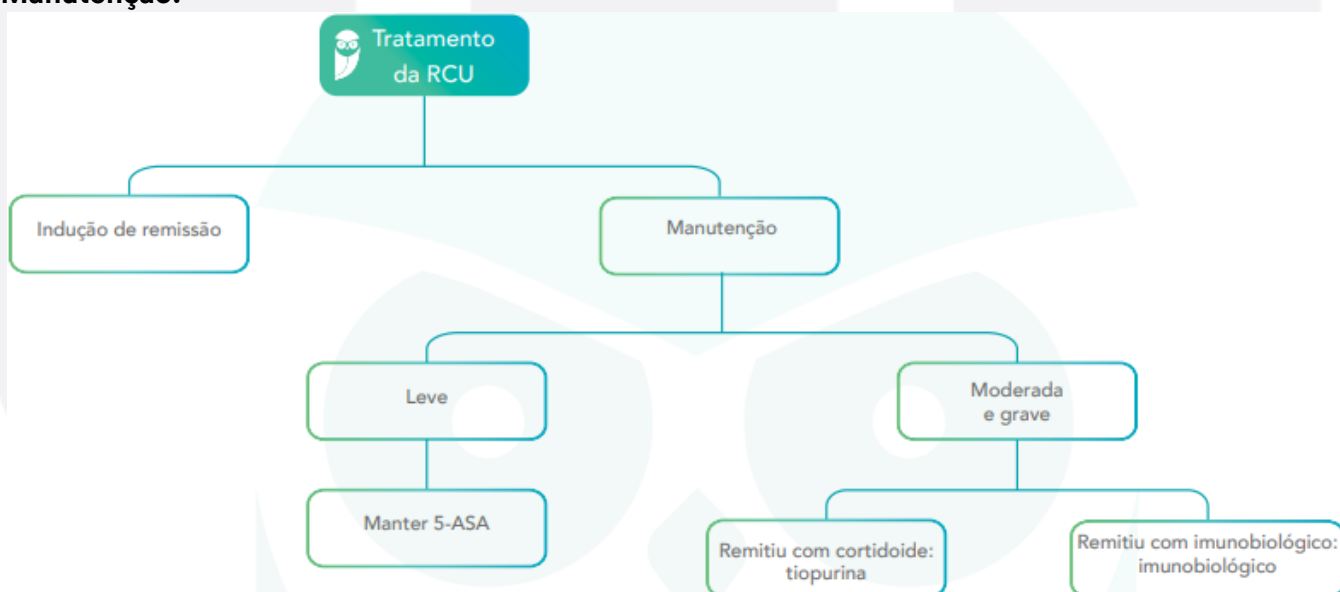 Manutenção:
Tratamento
da RCU
Indução de remissão
Manutenção
Leve
Moderada
e grave
Manter 5-ASA
Remitiu com cortidoide:
tiopurina
Remitiu com imunobiológico:
imunobiológico